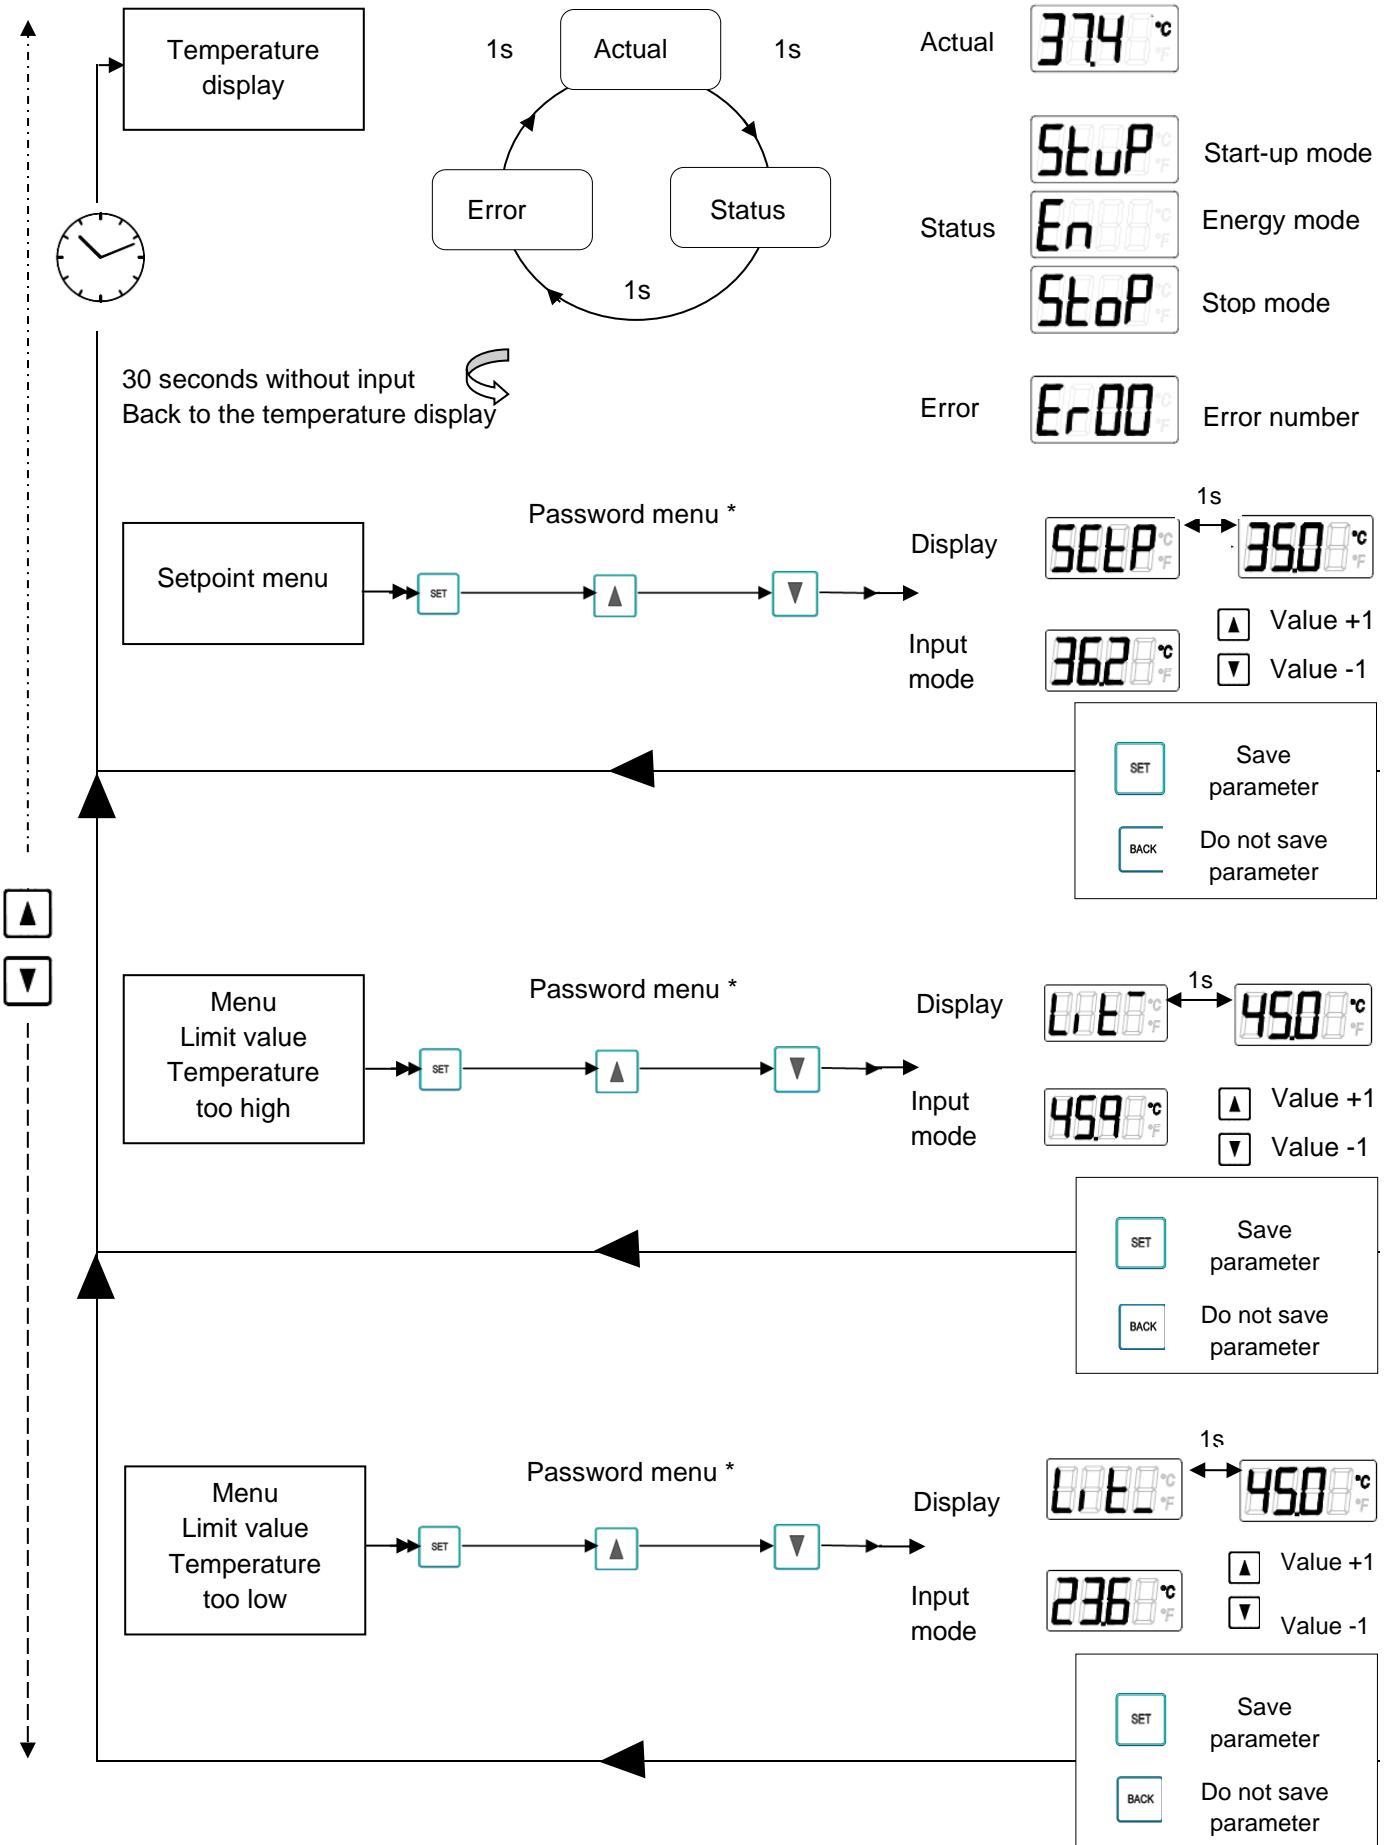 Temperature
display
1s
Actual
1s
Error
Status
1s
Actual
37.4 °C
°F
Status
StuP °C
°F
Start-up mode
En °C
°F
Energy mode
StoP °C
°F
Stop mode
30 seconds without input
Back to the temperature display
Error
Er00 °C
°F
Error number
Setpoint menu
Password menu *
SET
Display
SEtP °C
°F
1s
35.0 °C
°F
Input
mode
36.2 °C
°F
Value +1
Value -1
SET
Save
parameter
BACK
Do not save
parameter
Menu
Limit value
Temperature
too high
Password menu *
SET
Display
Lit¯ °C
°F
1s
45.0 °C
°F
Input
mode
45.9 °C
°F
Value +1
Value -1
SET
Save
parameter
BACK
Do not save
parameter
Menu
Limit value
Temperature
too low
Password menu *
SET
Display
Lit_ °C
°F
1s
45.0 °C
°F
Input
mode
23.6 °C
°F
Value +1
Value -1
SET
Save
parameter
BACK
Do not save
parameter